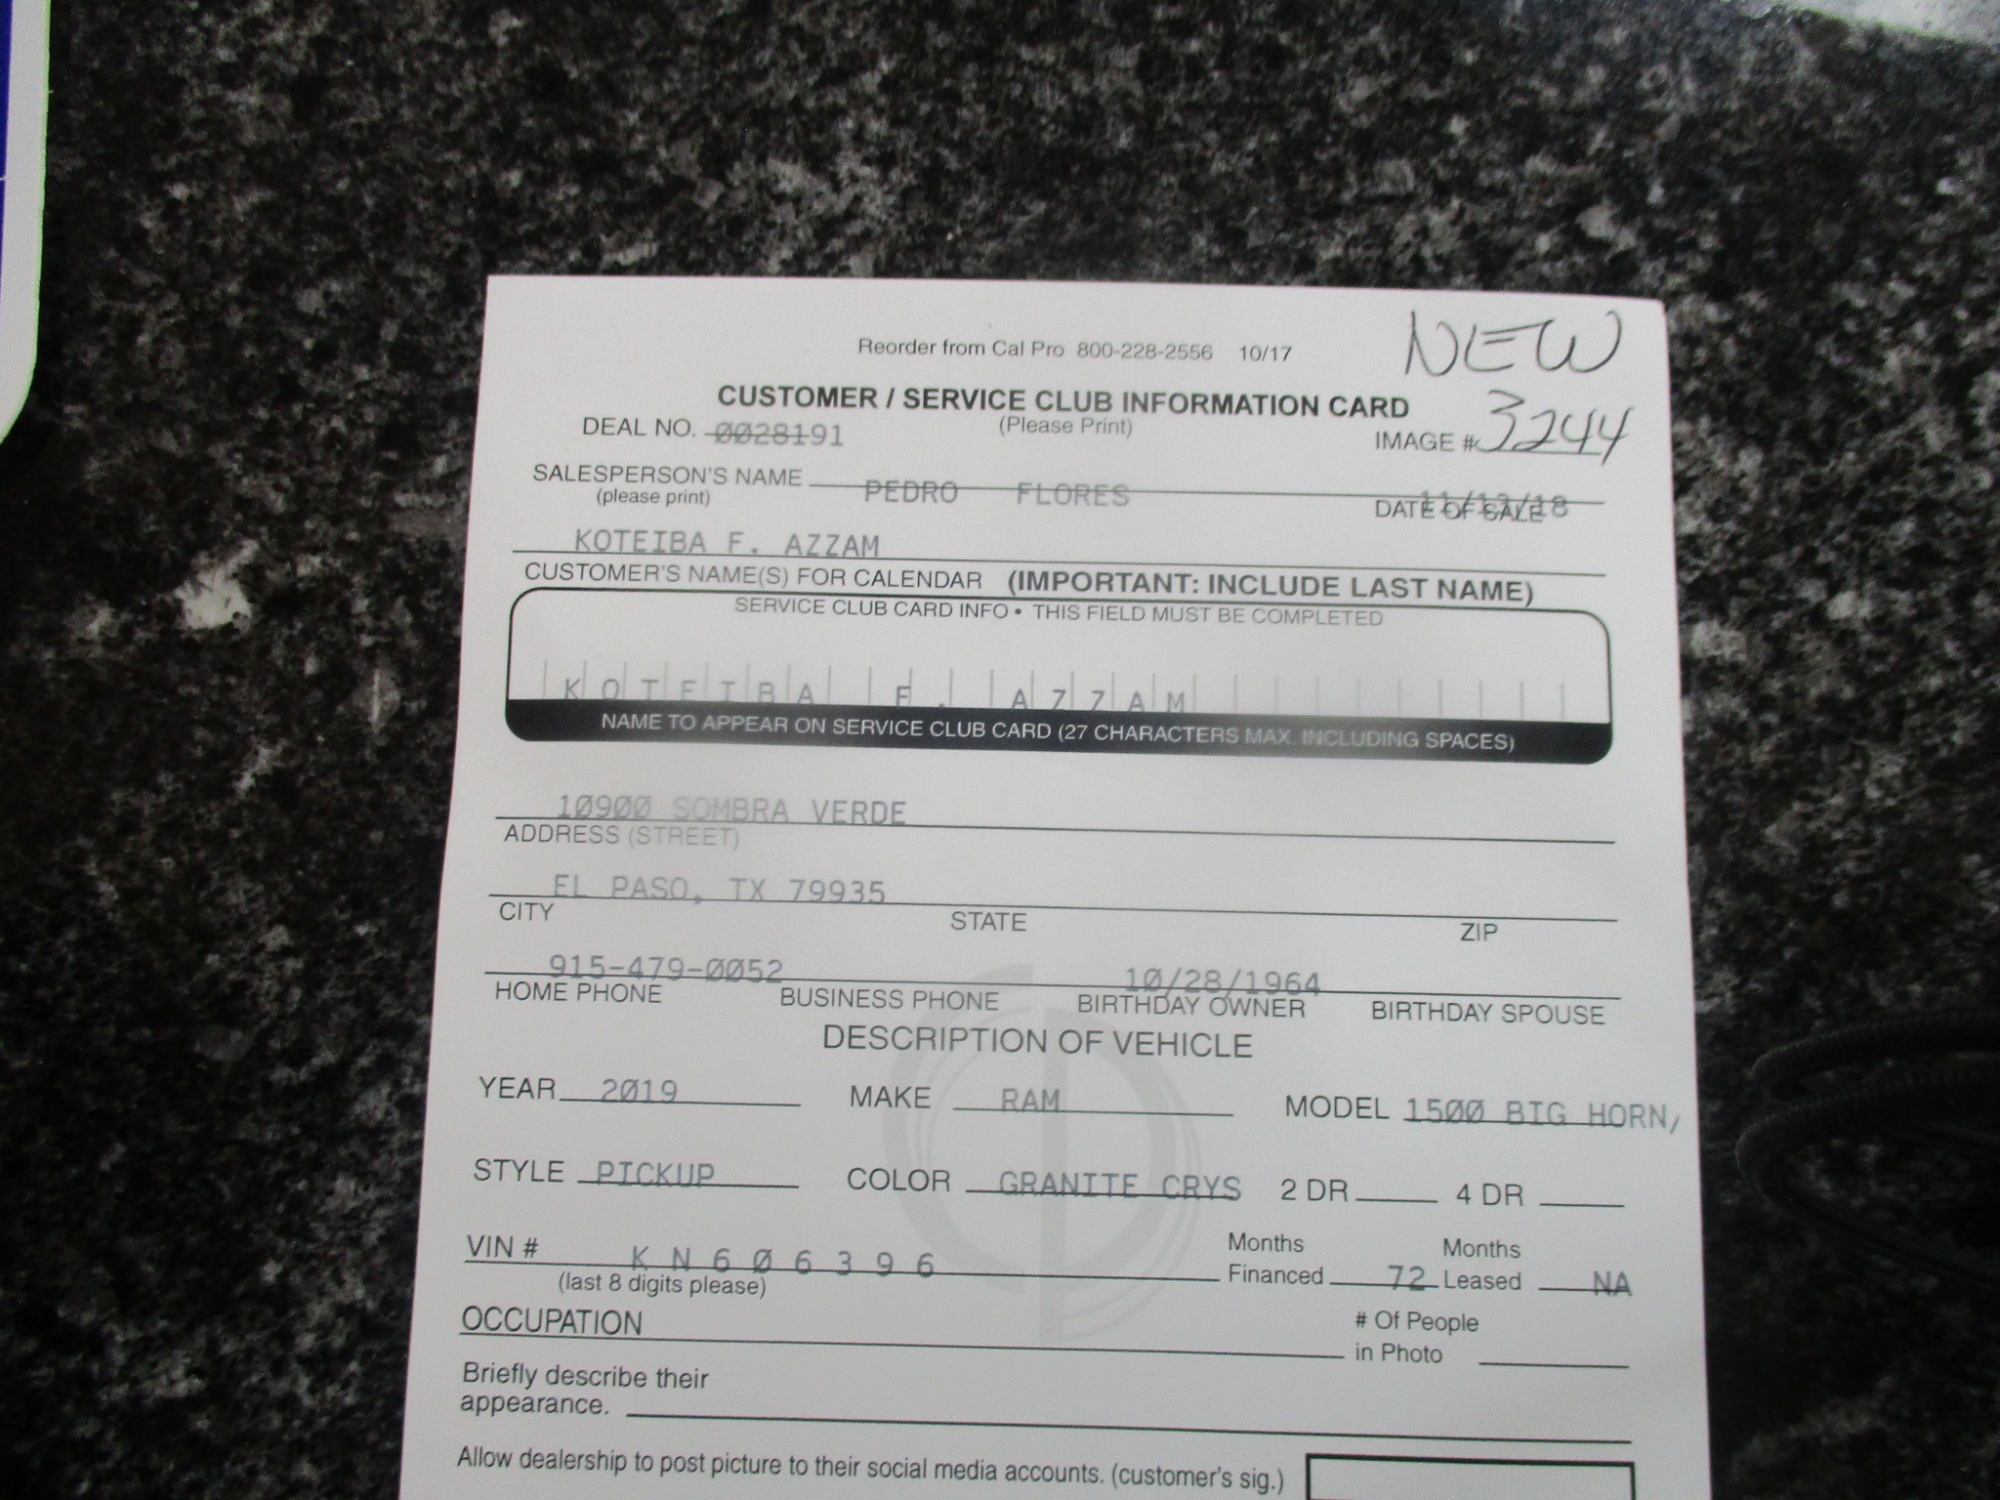 NEW
Reorder from Cal Pro 800-228-2556 10/17
CUSTOMER / SERVICE CLUB INFORMATION CARD
(Please Print)
DEAL NO. 0028191
IMAGE # 3244
SALESPERSON'S NAME PEDRO FLORES
(please print)
DATE OF SALE
KOTEIBA F. AZZAM
CUSTOMER'S NAME(S) FOR CALENDAR (IMPORTANT: INCLUDE LAST NAME)
SERVICE CLUB CARD INFO • THIS FIELD MUST BE COMPLETED
KOTEIBA F. AZZAM
NAME TO APPEAR ON SERVICE CLUB CARD (27 CHARACTERS MAX. INCLUDING SPACES)
10900 SOMBRA VERDE
ADDRESS (STREET)
EL PASO, TX 79935
CITY STATE ZIP
915-479-0052 10/28/1964
HOME PHONE BUSINESS PHONE BIRTHDAY OWNER BIRTHDAY SPOUSE
DESCRIPTION OF VEHICLE
YEAR 2019 MAKE RAM MODEL 1500 BIG HORN/
STYLE PICKUP COLOR GRANITE CRYS 2 DR 4 DR
VIN # KN606396
(last 8 digits please)
Months Financed 72 Months Leased NA
OCCUPATION
# Of People
in Photo
Briefly describe their
appearance.
Allow dealership to post picture to their social media accounts. (customer's sig.)